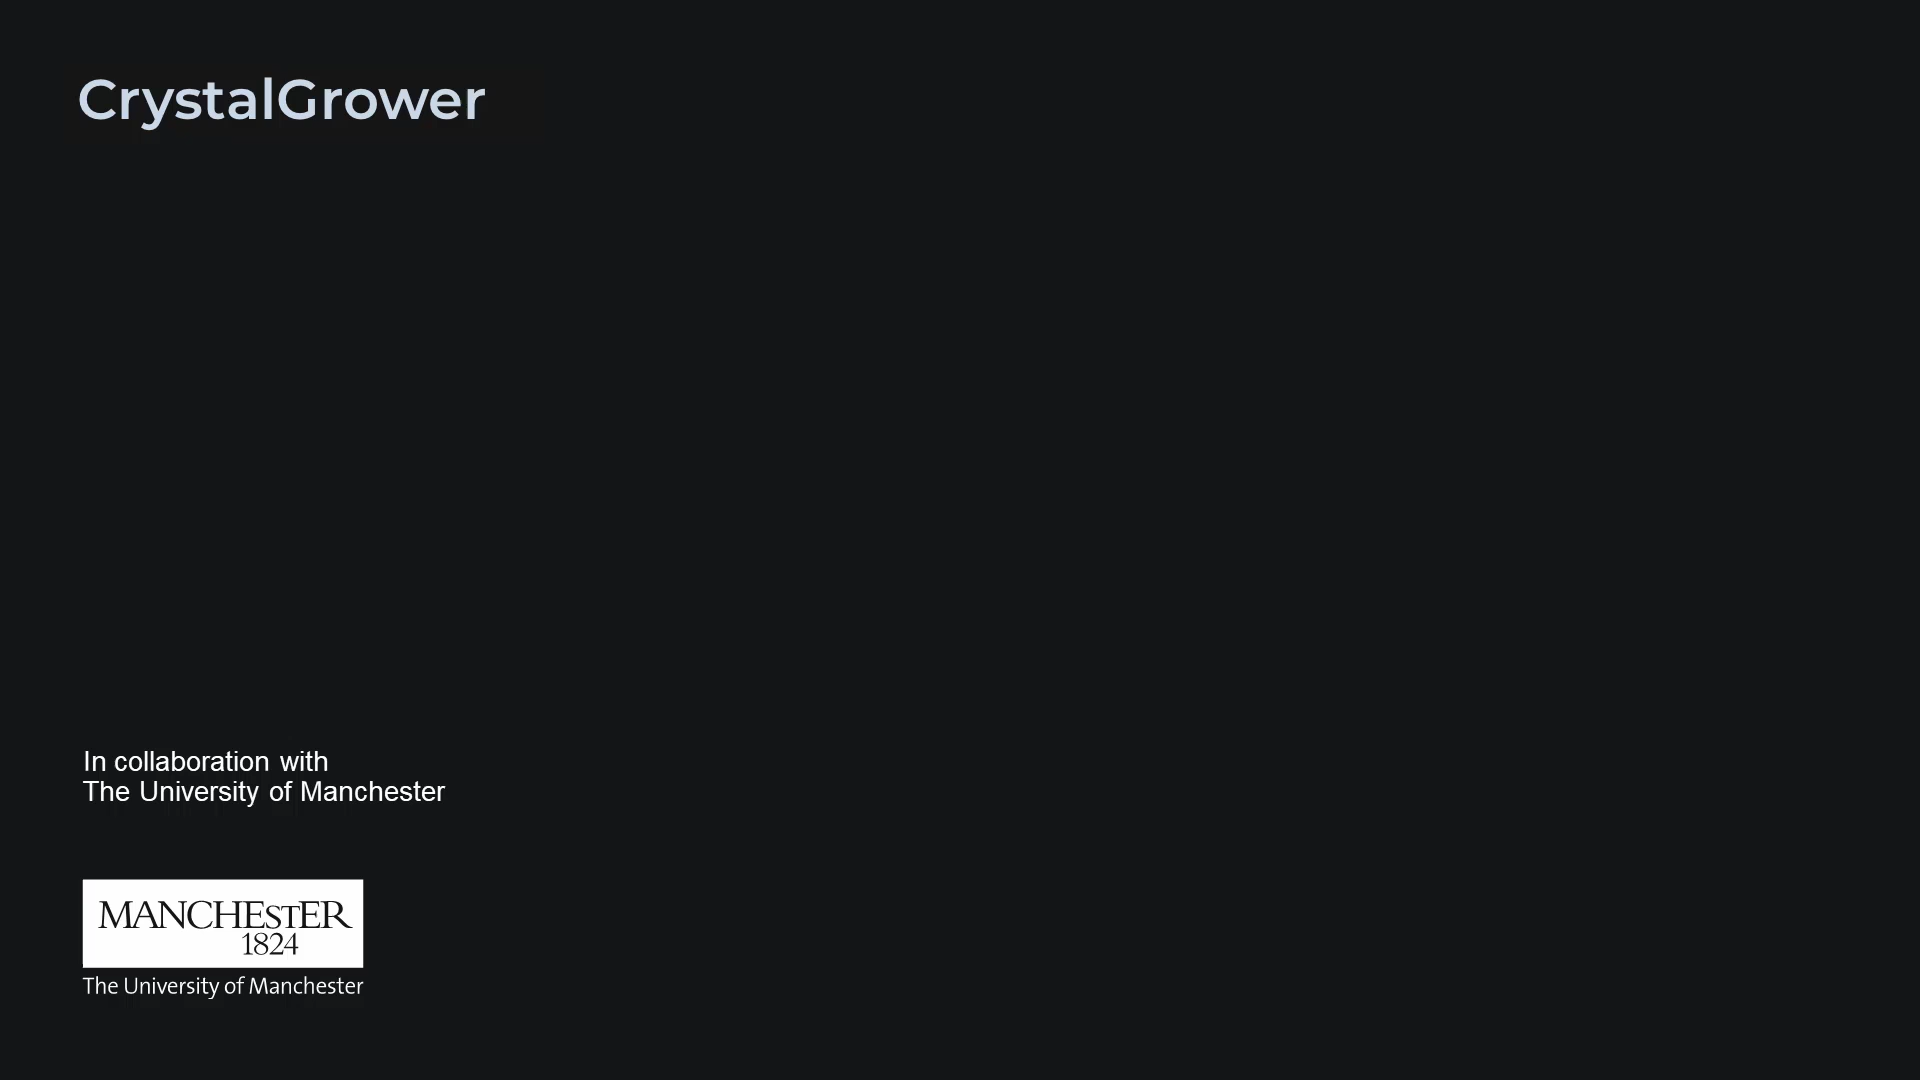 CrystalGrower
In collaboration with
The University of Manchester
MANCHESTER
1824
The University of Manchester